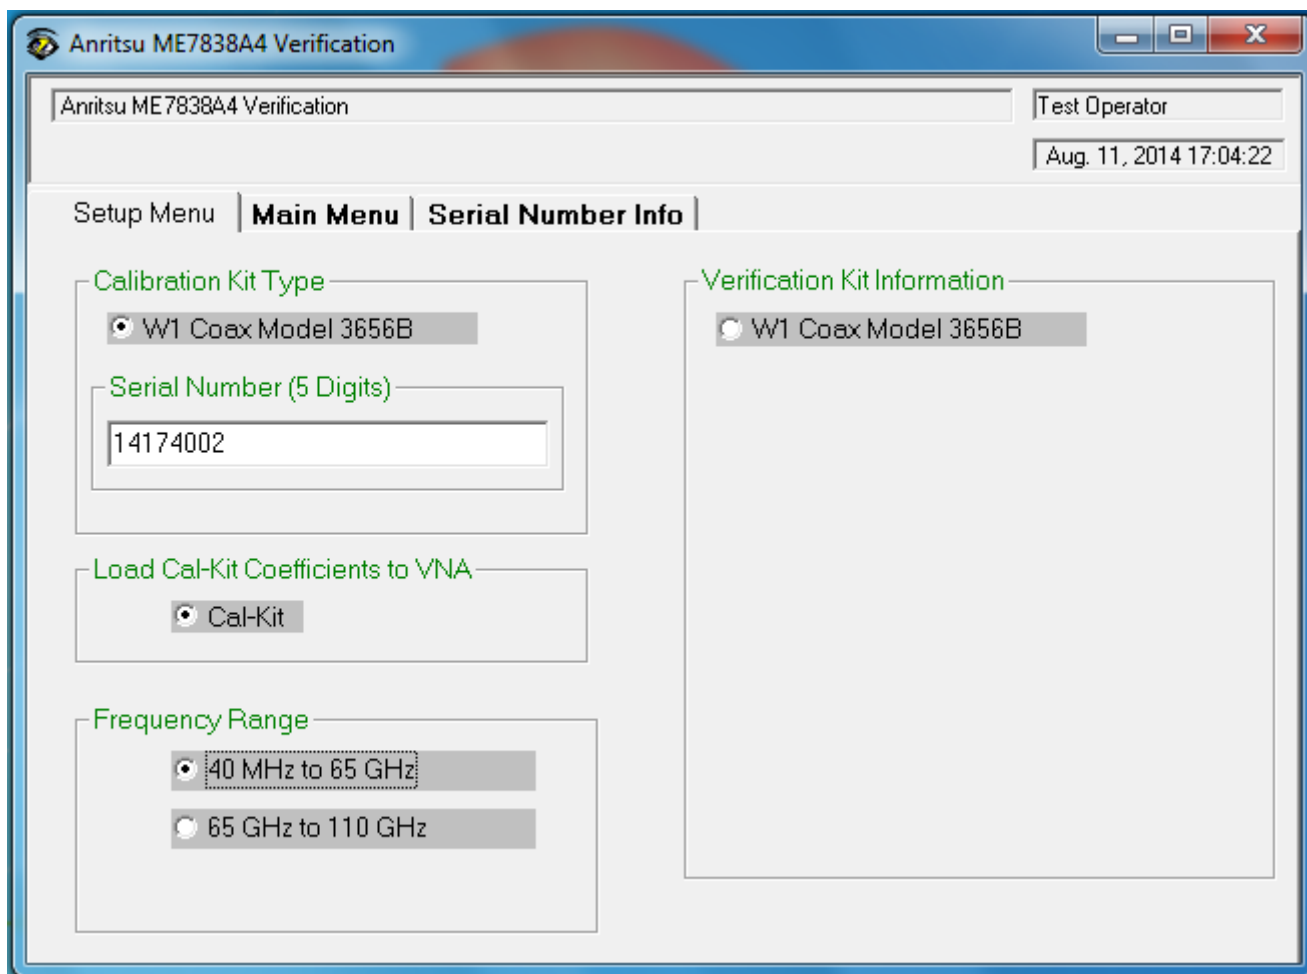 Anritsu ME7838A4 Verification
Anritsu ME7838A4 Verification
Test Operator
Aug. 11, 2014 17:04:22
Setup Menu
Main Menu
Serial Number Info
Calibration Kit Type
W1 Coax Model 3656B
Serial Number (5 Digits)
14174002
Load Cal-Kit Coefficients to VNA
Cal-Kit
Frequency Range
40 MHz to 65 GHz
65 GHz to 110 GHz
Verification Kit Information
W1 Coax Model 3656B